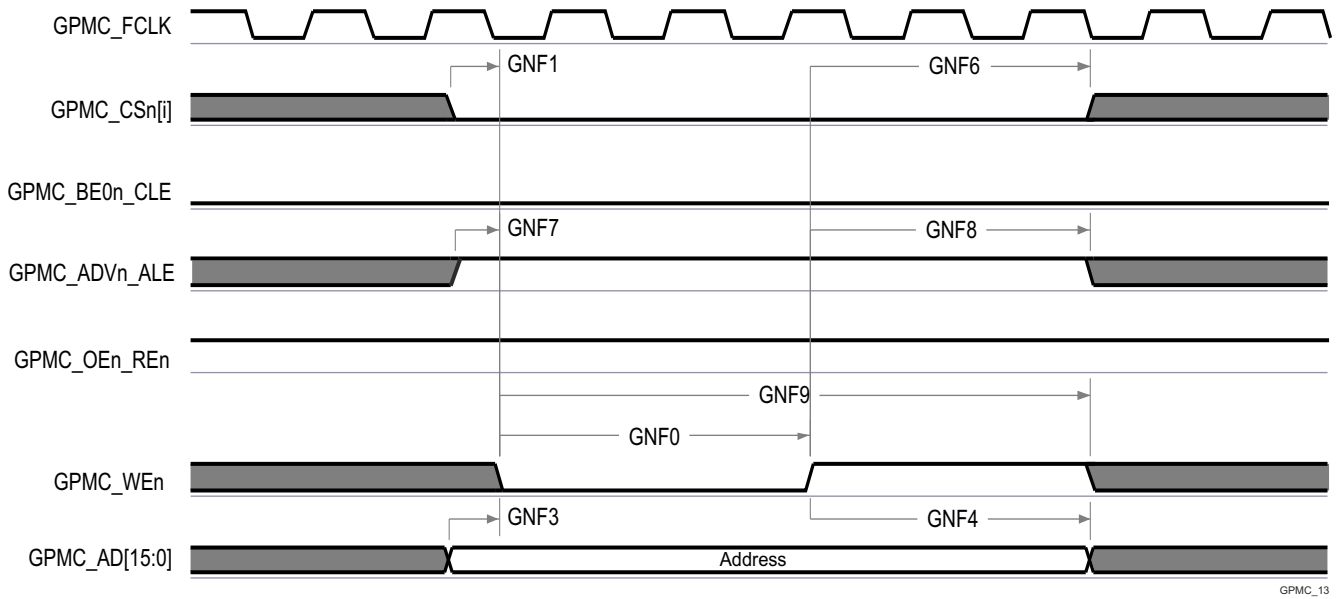 GPMC_FCLK
GNF1
GNF6
GPMC_CSn[i]
GPMC_BE0n_CLE
GNF7
GNF8
GPMC_ADVn_ALE
GPMC_OEn_REn
GNF9
GNF0
GPMC_WEn
GNF3
GNF4
GPMC_AD[15:0]
Address
GPMC_13